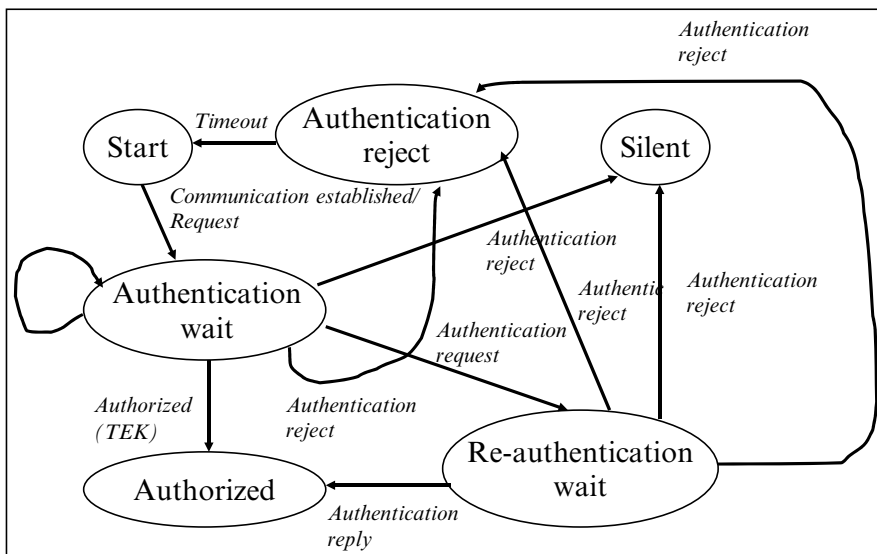 Authentication
reject
Timeout
Authentication
reject
Start
Silent
Communication established/
Request
Authentication
reject
Authentication
wait
Authentic
reject
Authentication
reject
Authentication
request
Authorized
(TEK)
Authentication
reject
Re-authentication
wait
Authorized
Authentication
reply